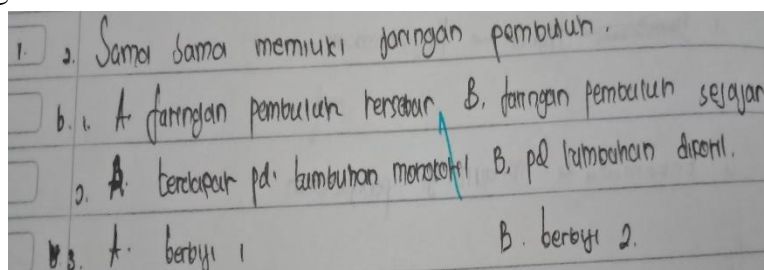 1. a. Sama sama memiliki jaringan pembuluh.
b. 1. A jaringan pembuluh tersebar B. jaringan pembuluh sejajar
2. A. terdapat pd. tumbuhan monokotil B. pd tumbuhan dikotil.
3. A. berbiji 1 B. berbiji 2.